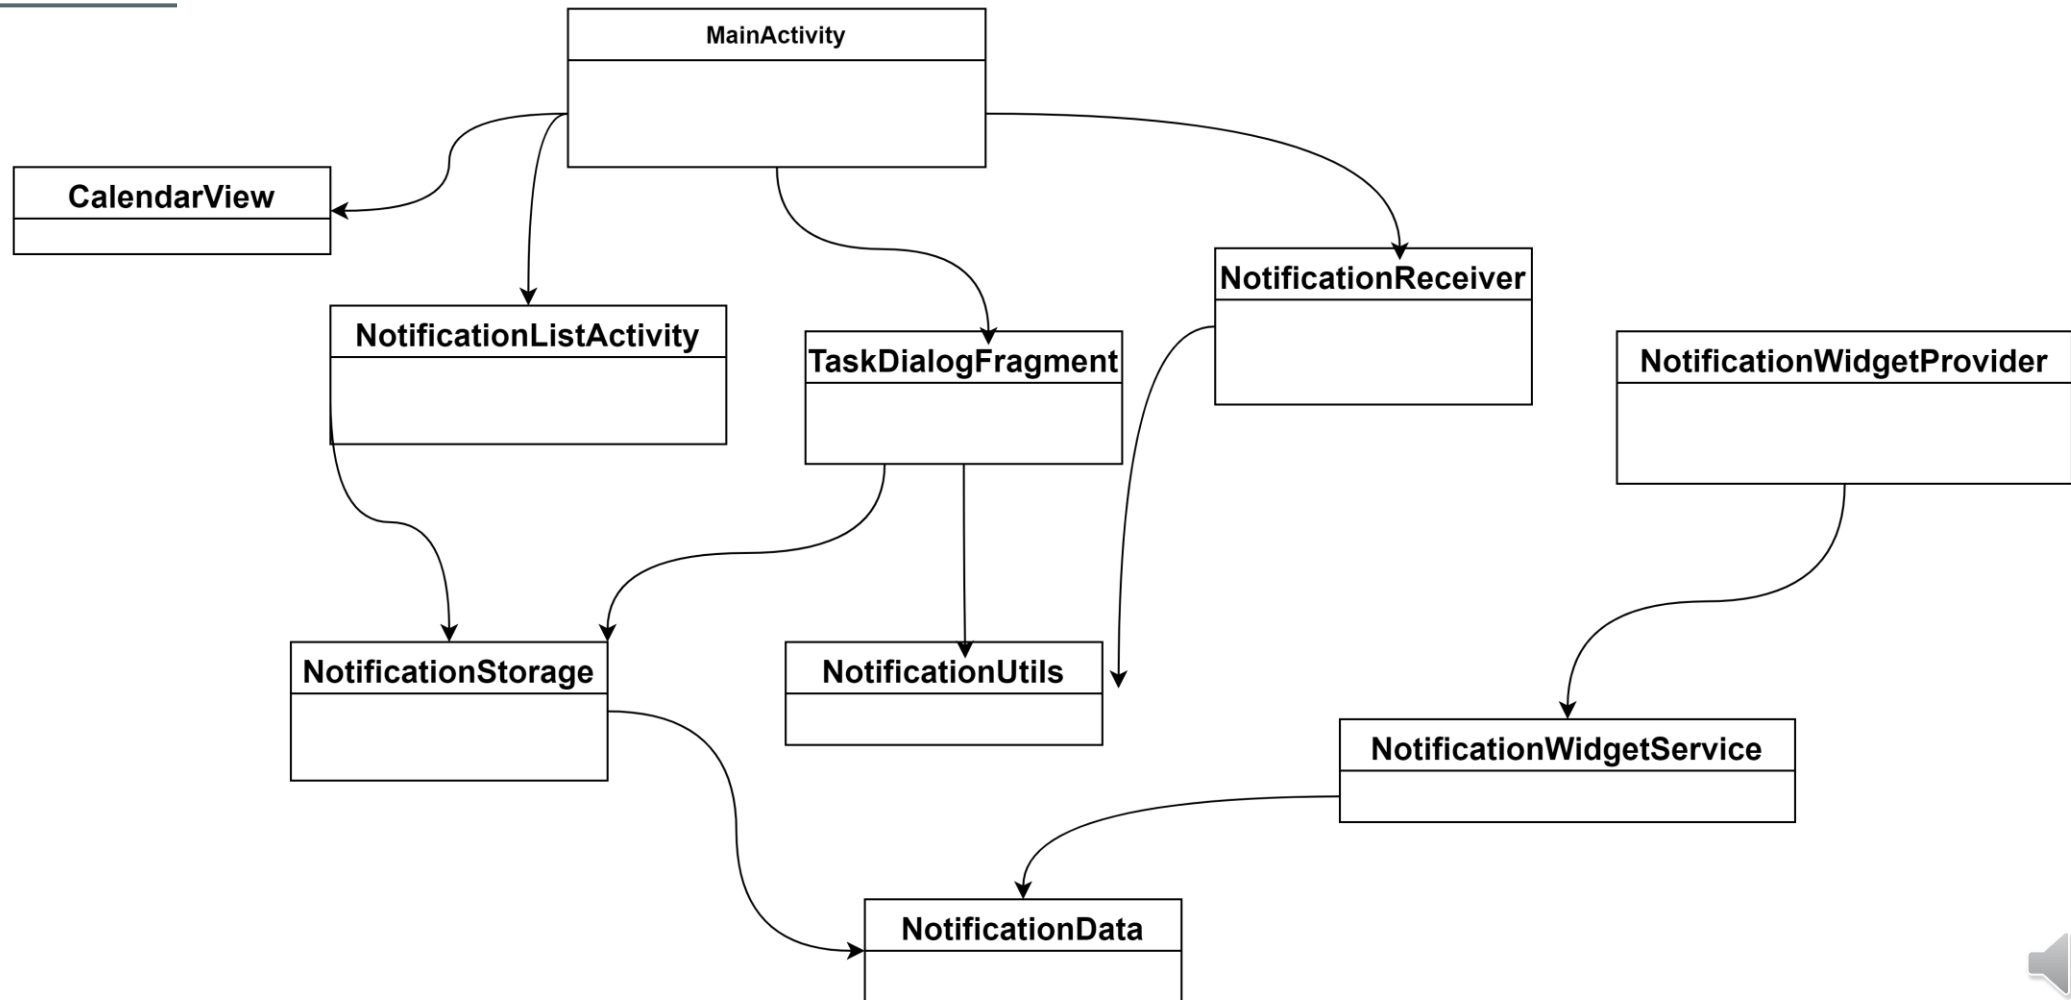 MainActivity
CalendarView
NotificationReceiver
NotificationListActivity
TaskDialogFragment
NotificationWidgetProvider
NotificationStorage
NotificationUtils
NotificationWidgetService
NotificationData